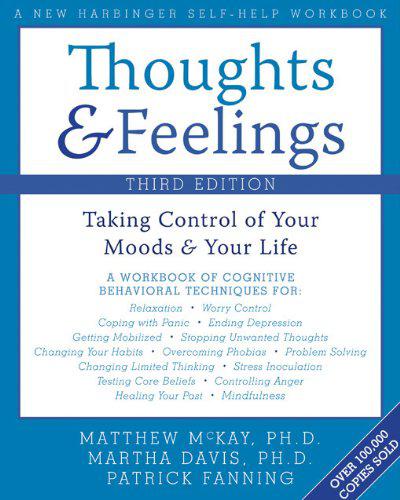 A NEW HARBINGER SELF-HELP WORKBOOK
Thoughts
& Feelings
THIRD EDITION
Taking Control of Your
Moods & Your Life
A WORKBOOK OF COGNITIVE
BEHAVIORAL TECHNIQUES FOR:
Relaxation • Worry Control
Coping with Panic • Ending Depression
Getting Mobilized • Stopping Unwanted Thoughts
Changing Your Habits • Overcoming Phobias • Problem Solving
Changing Limited Thinking • Stress Inoculation
Testing Core Beliefs • Controlling Anger
Healing Your Past • Mindfulness
MATTHEW MCKAY, PH.D.
MARTHA DAVIS, PH.D.
PATRICK FANNING
OVER 100,000
COPIES SOLD